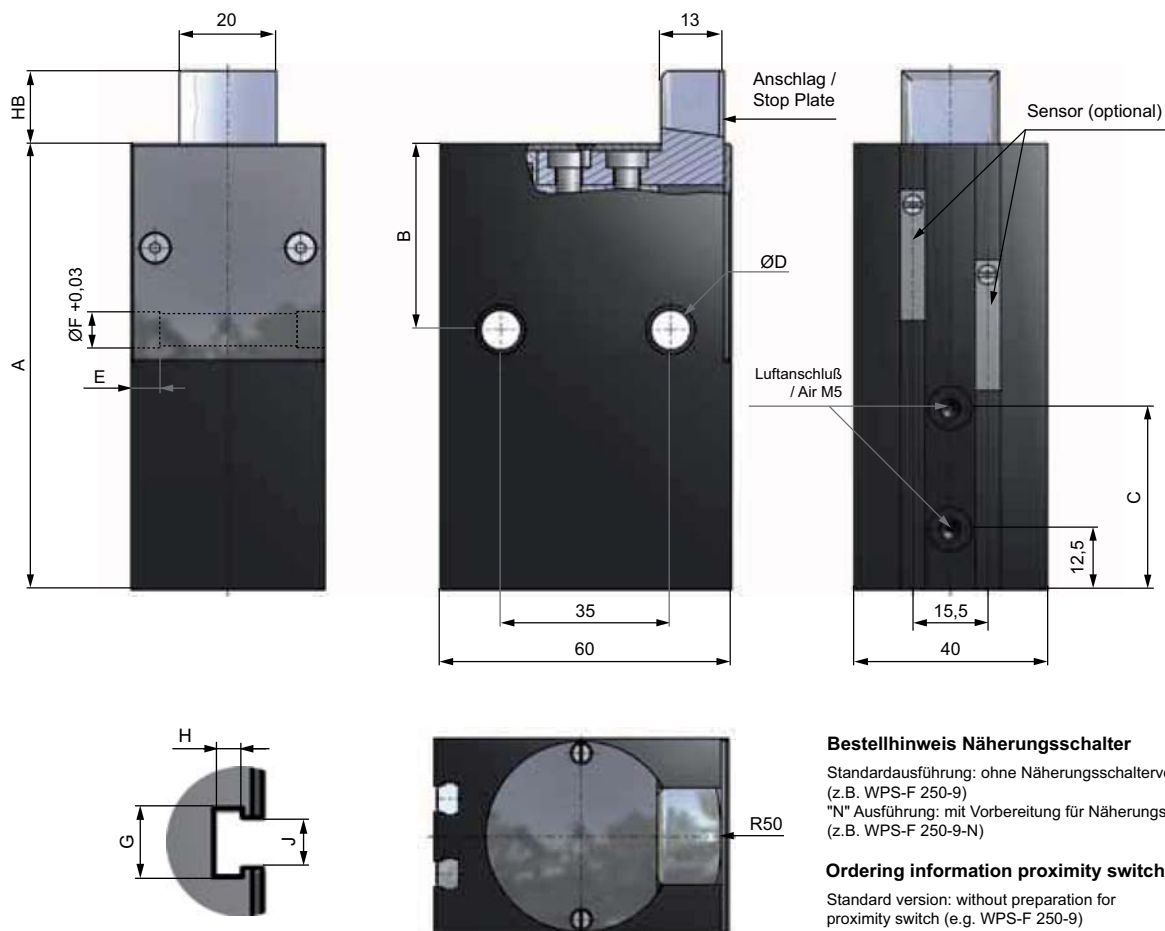 20
13
HB
Anschlag /
Stop Plate
Sensor (optional)
B
ØD
ØF +0,03
A
E
Luftanschluß
/ Air M5
C
12,5
35
15,5
60
40
H
G
J
R50
Bestellhinweis Näherungsschalter
Standardausführung: ohne Näherungsschalterve
(z.B. WPS-F 250-9)
"N" Ausführung: mit Vorbereitung für Näherungs
(z.B. WPS-F 250-9-N)
Ordering information proximity switch
Standard version: without preparation for
proximity switch (e.g. WPS-F 250-9)